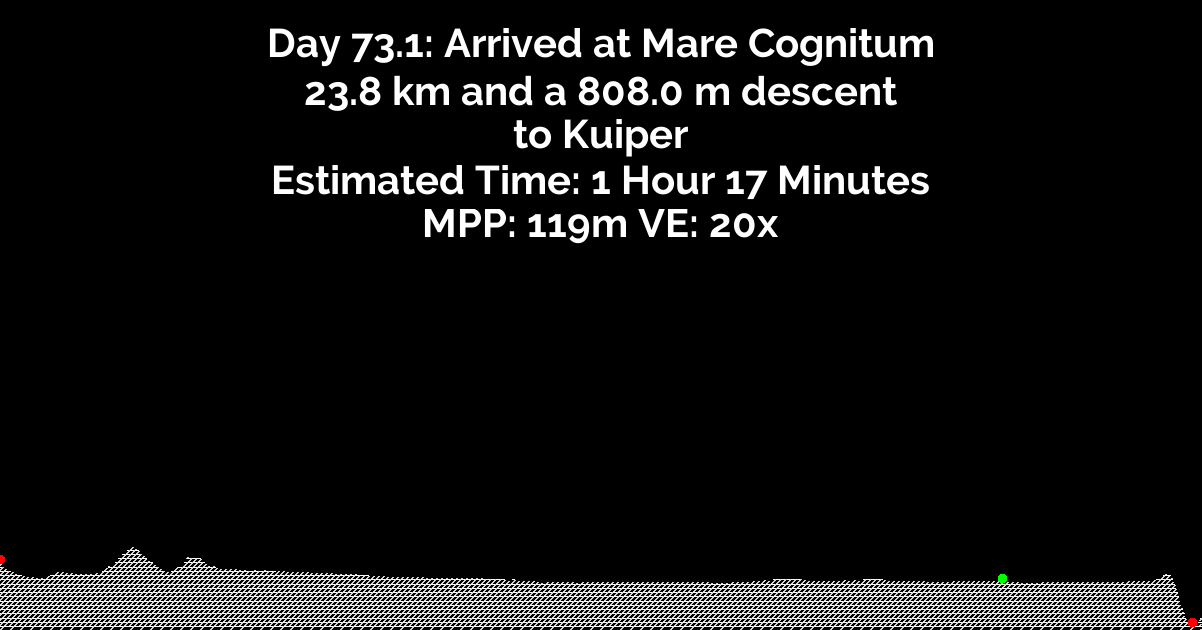 Day 73.1: Arrived at Mare Cognitum
23.8 km and a 808.0 m descent
to Kuiper
Estimated Time: 1 Hour 17 Minutes
MPP: 119m VE: 20x